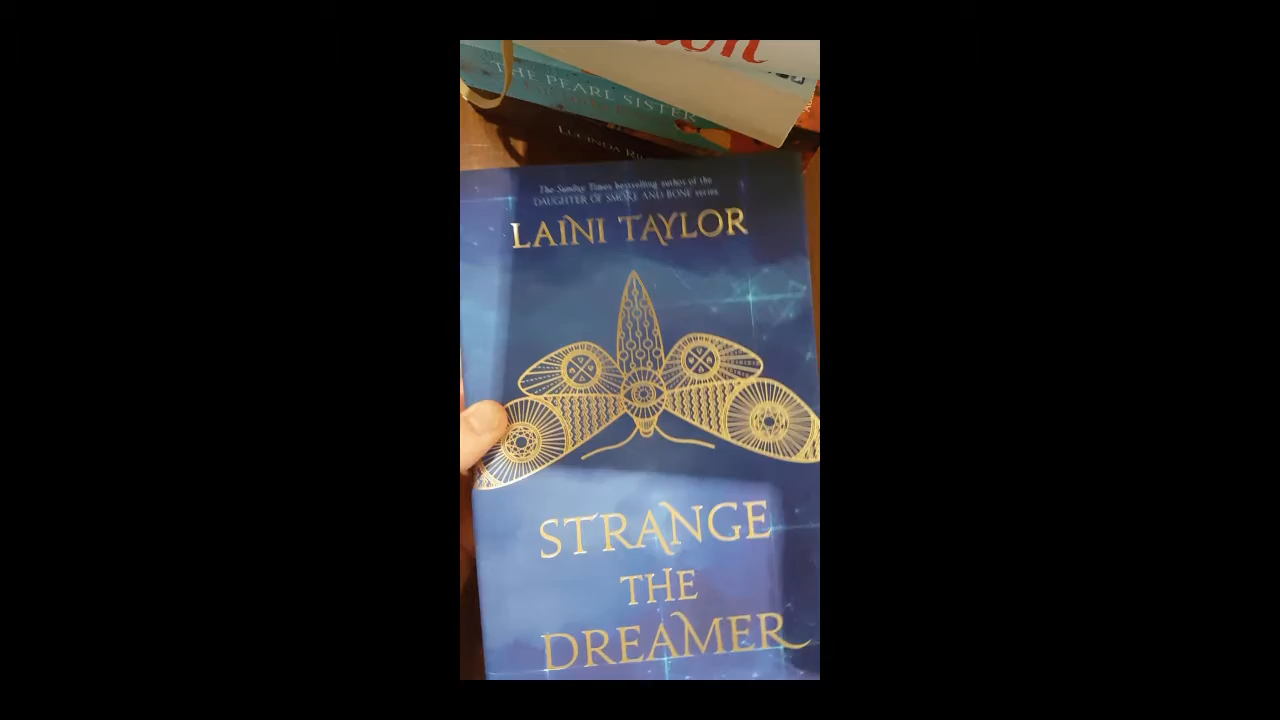 THE PEARL SISTER
LUCINDA
The Sunday Times bestselling author of the
DAUGHTER OF SMOKE AND BONE series
LAINI TAYLOR
STRANGE
THE
DREAMER